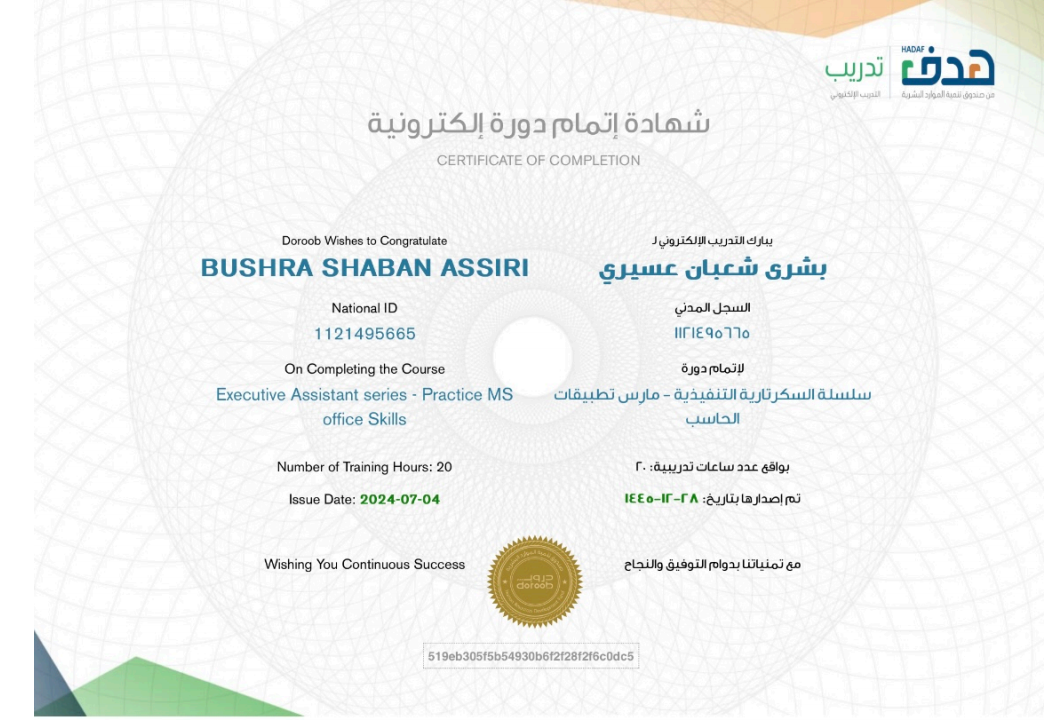 HADAF
هدف
تدريب
من صندوق تنمية الموارد البشرية
التدريب الإلكتروني
شهادة إتمام دورة إلكترونية
CERTIFICATE OF COMPLETION
Doroob Wishes to Congratulate
يبارك التدريب الإلكتروني لـ
BUSHRA SHABAN ASSIRI
بشرى شعبان عسيري
National ID
السجل المدني
1121495665
١١٢١٤٩٥٦٦٥
On Completing the Course
لإتمام دورة
Executive Assistant series - Practice MS
office Skills
سلسلة السكرتارية التنفيذية - مارس تطبيقات
الحاسب
Number of Training Hours: 20
بواقع عدد ساعات تدريبية: ٢٠
Issue Date: 2024-07-04
تم إصدارها بتاريخ: ٢٨-١٢-١٤٤٥
Wishing You Continuous Success
مع تمنياتنا بدوام التوفيق والنجاح
دروب
doroob
519eb305f5b54930b6f2f28f2f6c0dc5